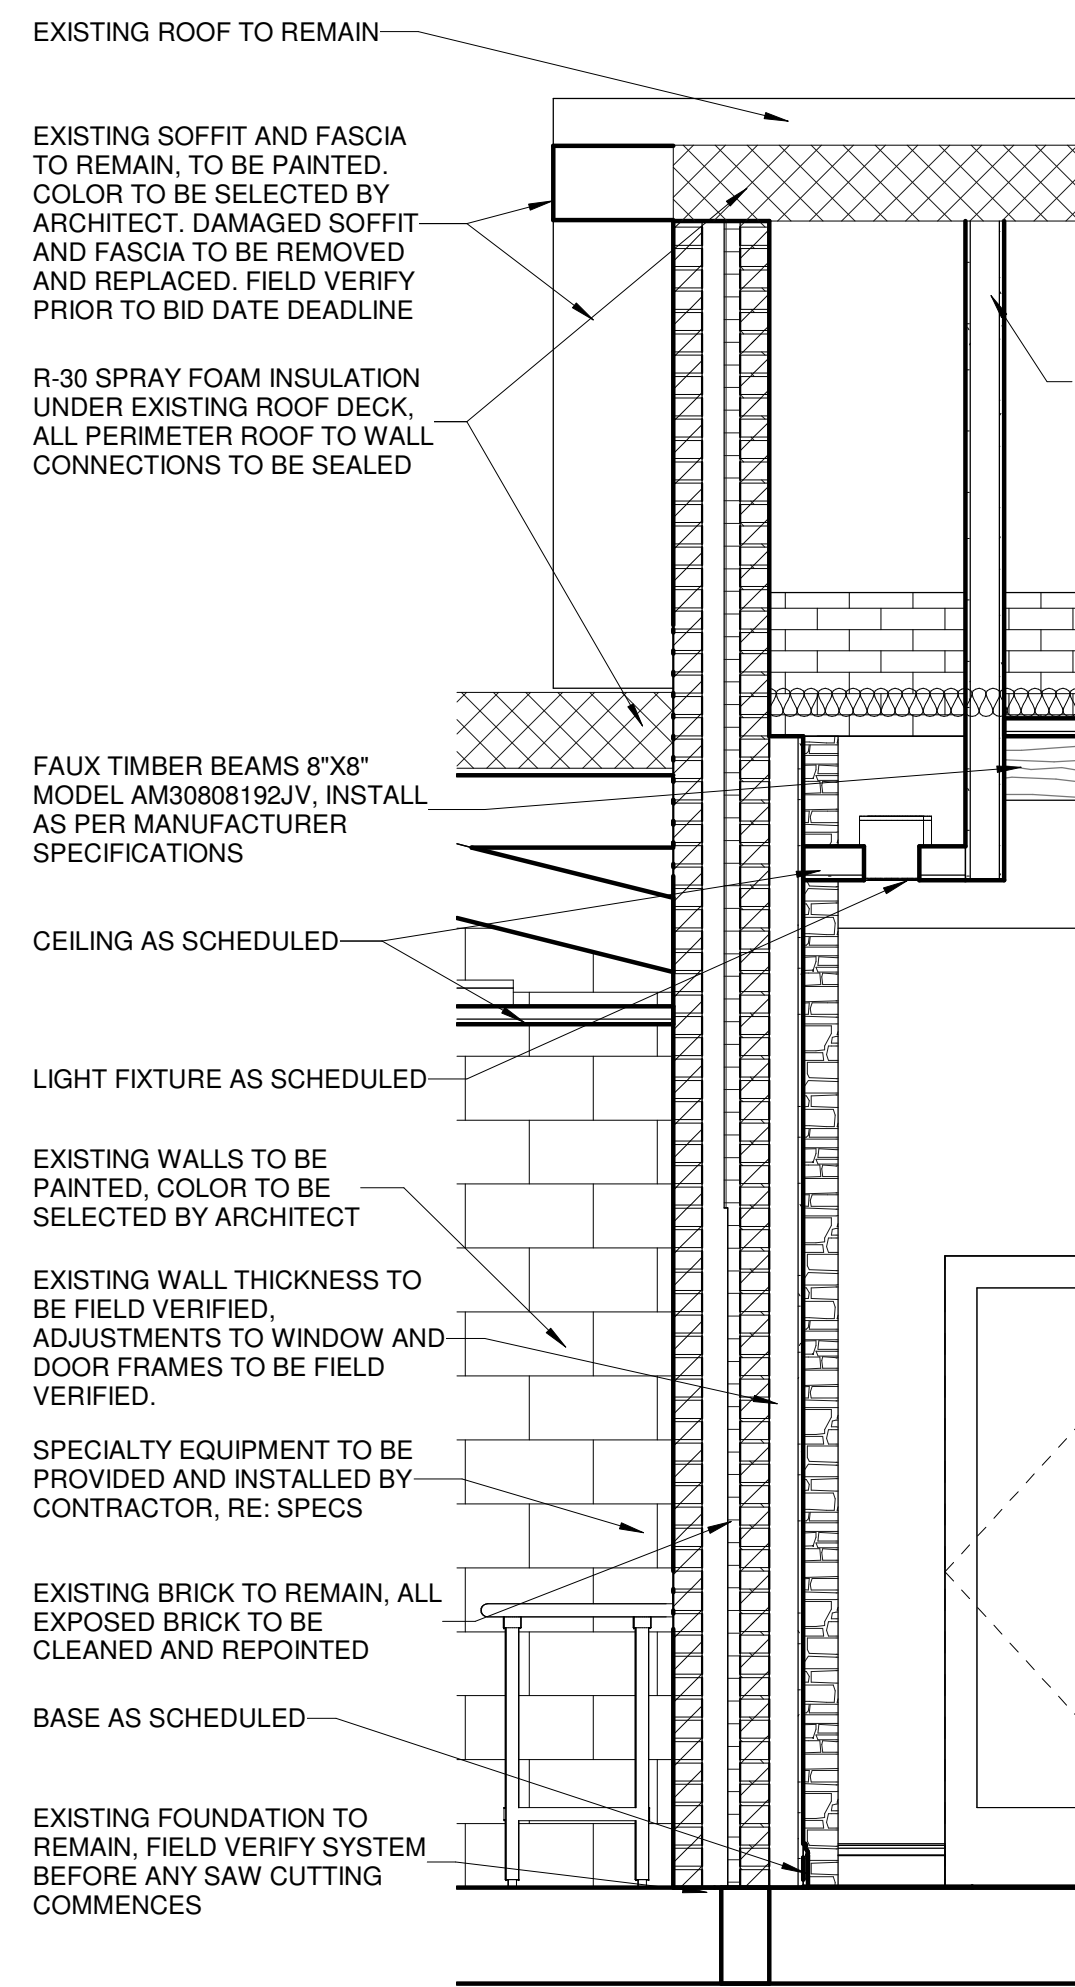 EXISTING ROOF TO REMAIN
EXISTING SOFFIT AND FASCIA
TO REMAIN, TO BE PAINTED.
COLOR TO BE SELECTED BY
ARCHITECT. DAMAGED SOFFIT
AND FASCIA TO BE REMOVED
AND REPLACED. FIELD VERIFY
PRIOR TO BID DATE DEADLINE
R-30 SPRAY FOAM INSULATION
UNDER EXISTING ROOF DECK,
ALL PERIMETER ROOF TO WALL
CONNECTIONS TO BE SEALED
FAUX TIMBER BEAMS 8"X8"
MODEL AM30808192JV, INSTALL
AS PER MANUFACTURER
SPECIFICATIONS
CEILING AS SCHEDULED
LIGHT FIXTURE AS SCHEDULED
EXISTING WALLS TO BE
PAINTED, COLOR TO BE
SELECTED BY ARCHITECT
EXISTING WALL THICKNESS TO
BE FIELD VERIFIED,
ADJUSTMENTS TO WINDOW AND
DOOR FRAMES TO BE FIELD
VERIFIED.
SPECIALTY EQUIPMENT TO BE
PROVIDED AND INSTALLED BY
CONTRACTOR, RE: SPECS
EXISTING BRICK TO REMAIN, ALL
EXPOSED BRICK TO BE
CLEANED AND REPOINTED
BASE AS SCHEDULED
EXISTING FOUNDATION TO
REMAIN, FIELD VERIFY SYSTEM
BEFORE ANY SAW CUTTING
COMMENCES